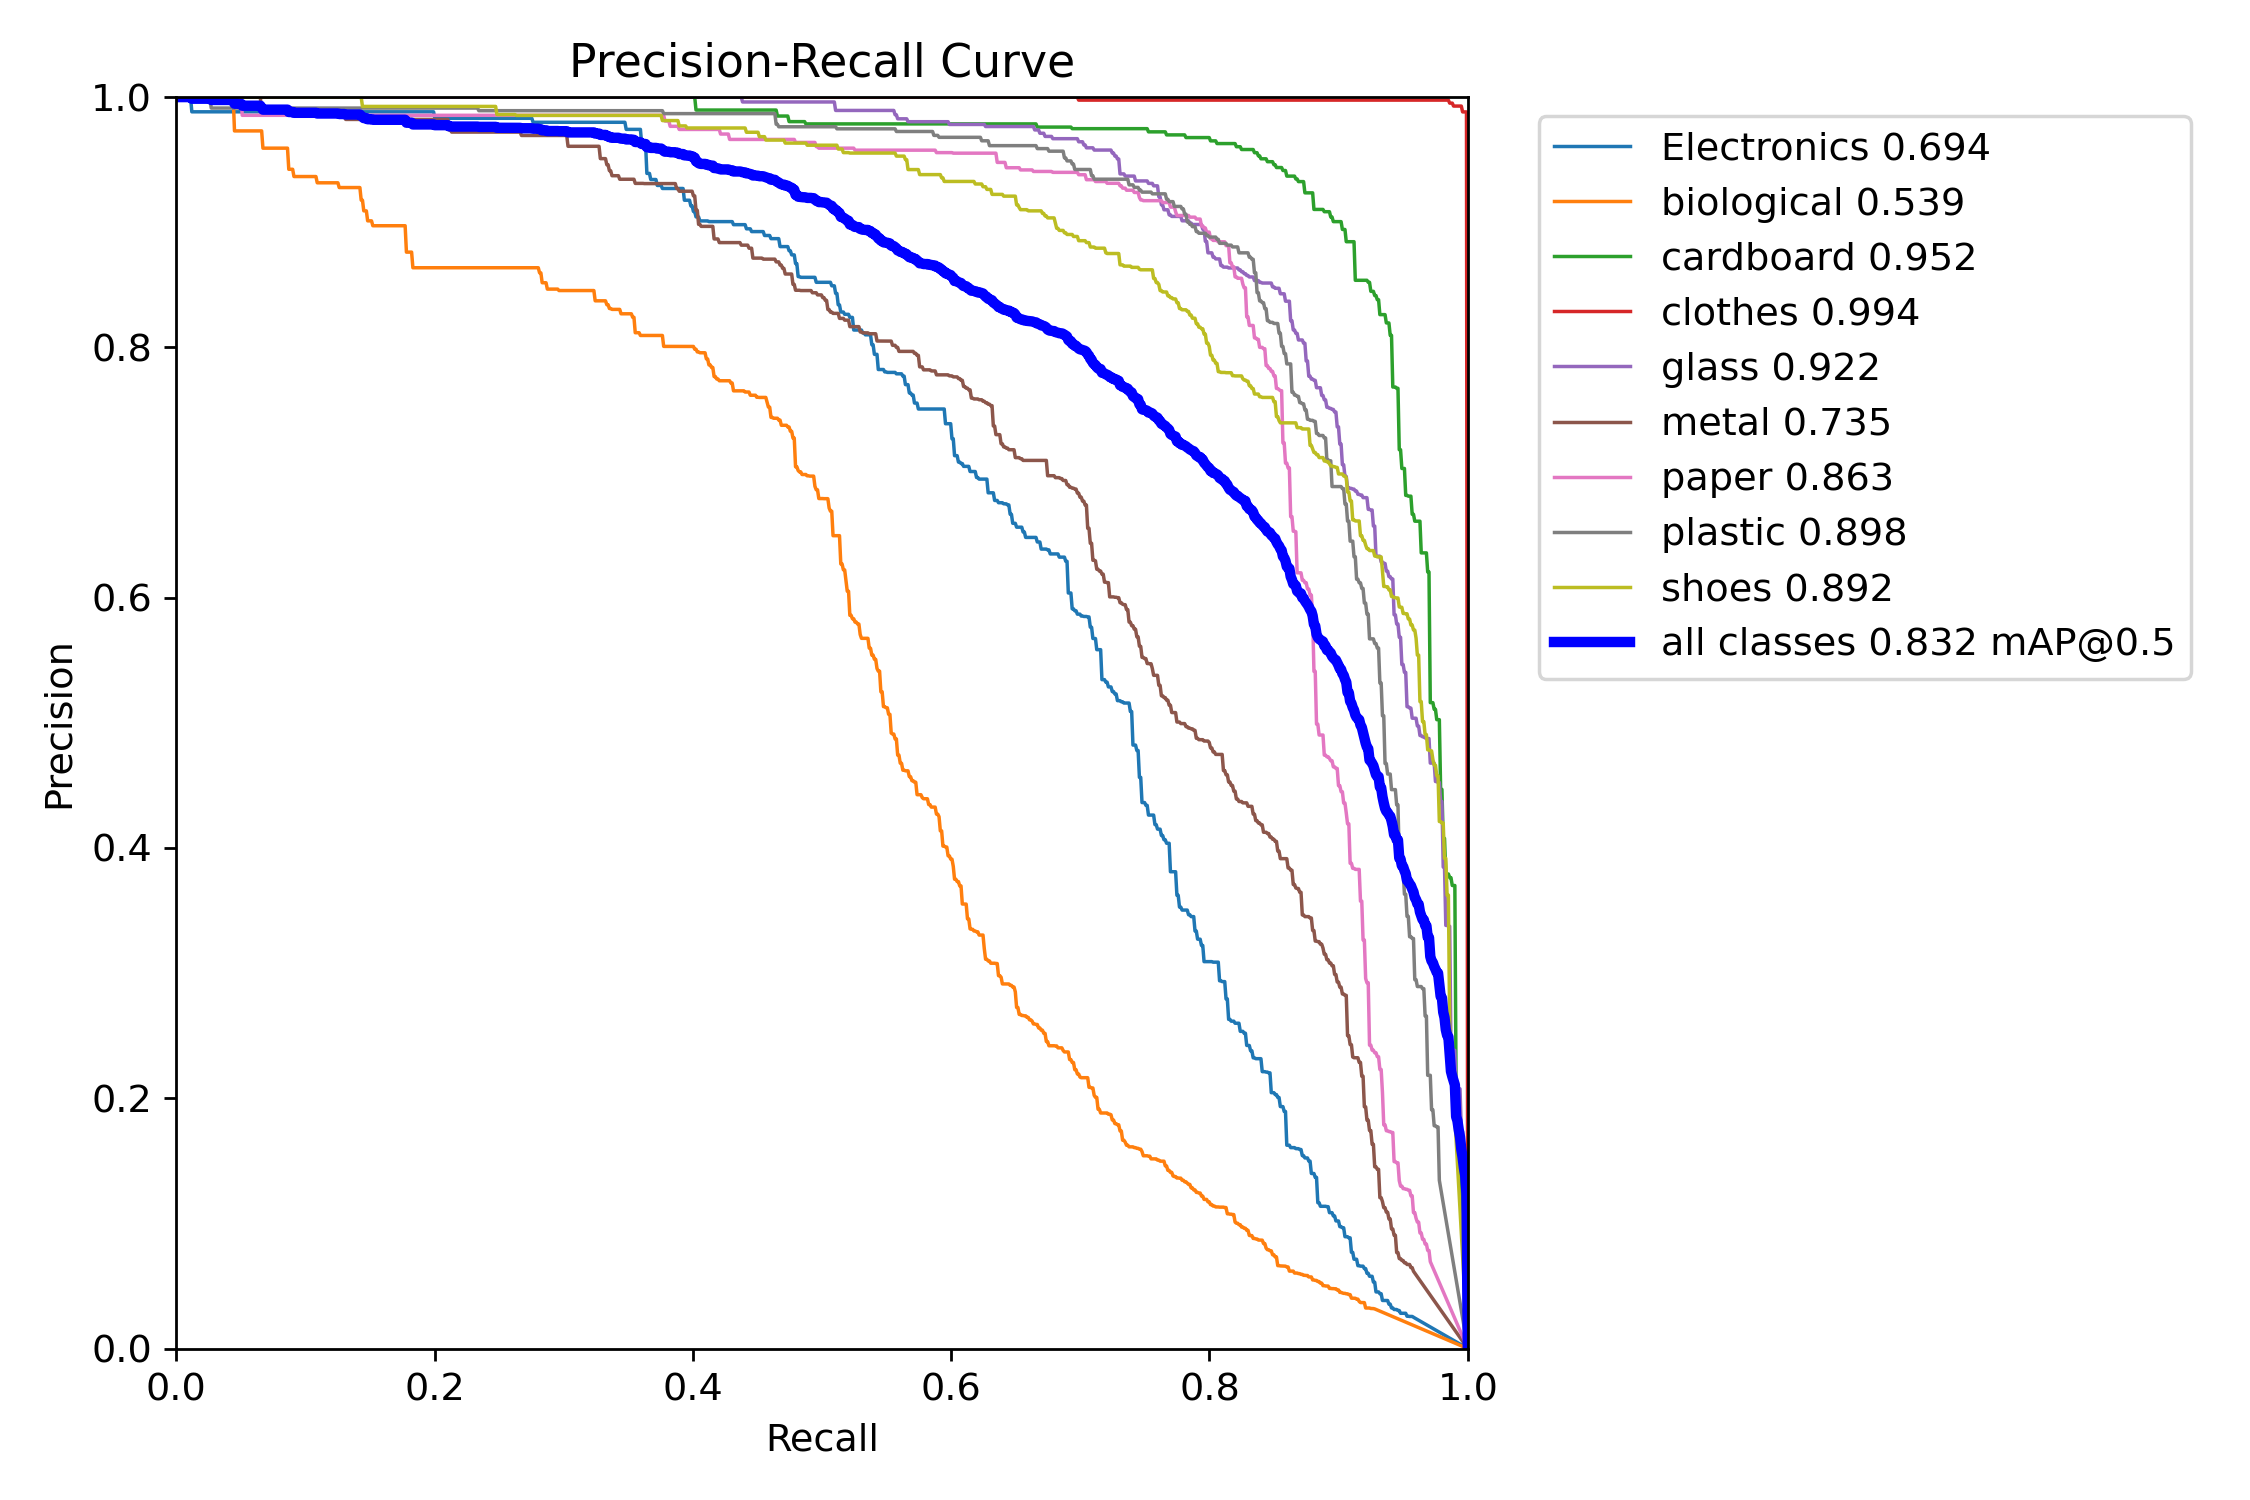 Precision-Recall Curve
1.0
0.8
0.6
0.4
0.2
0.0
Precision
0.0 0.2 0.4 0.6 0.8 1.0
Recall
Electronics 0.694
biological 0.539
cardboard 0.952
clothes 0.994
glass 0.922
metal 0.735
paper 0.863
plastic 0.898
shoes 0.892
all classes 0.832 mAP@0.5